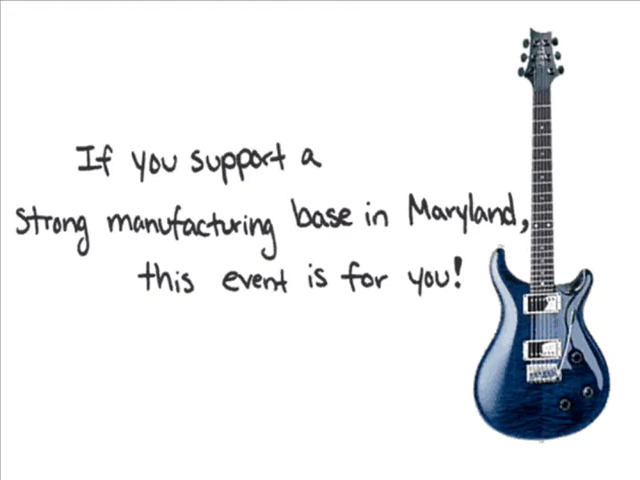 If you support a
strong manufacturing base in Maryland,
this event is for you!